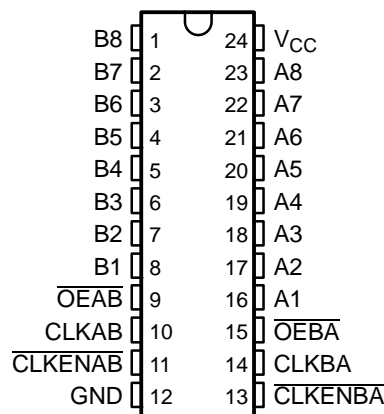 B8 1 24 VCC
B7 2 23 A8
B6 3 22 A7
B5 4 21 A6
B4 5 20 A5
B3 6 19 A4
B2 7 18 A3
B1 8 17 A2
OEAB 9 16 A1
CLKAB 10 15 OEBA
CLKENAB 11 14 CLKBA
GND 12 13 CLKENBA